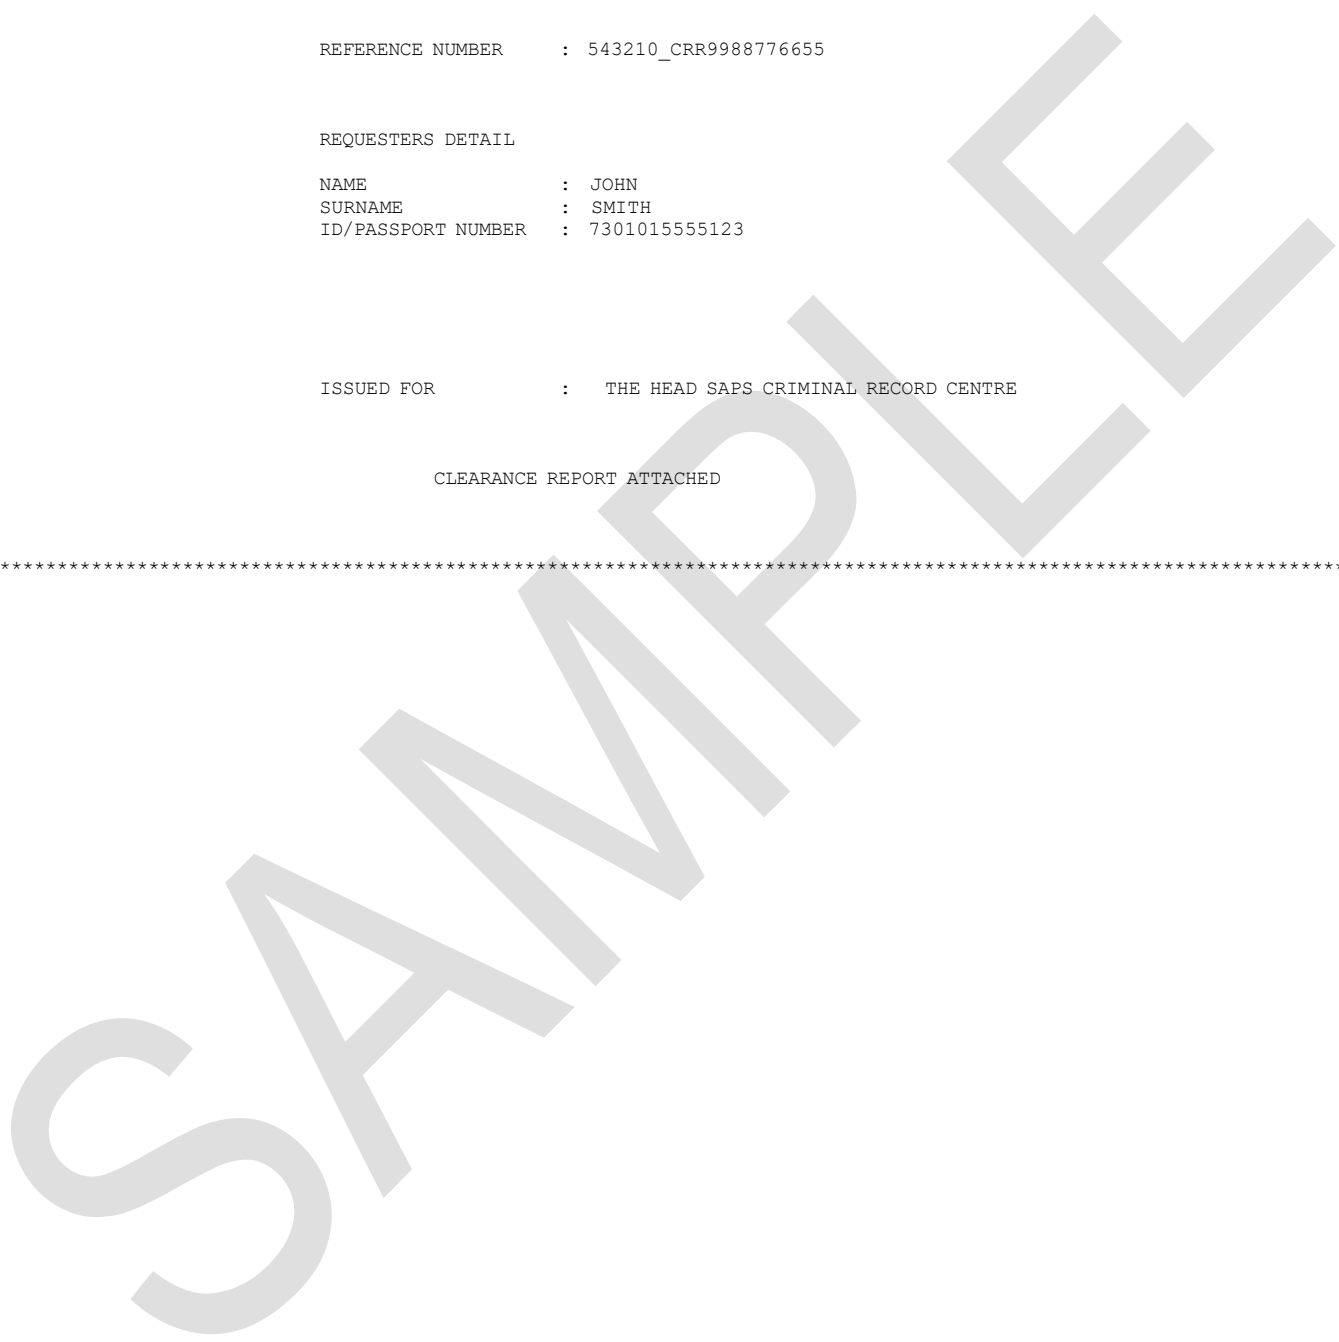 REFERENCE NUMBER : 543210_CRR9988776655
REQUESTERS DETAIL
NAME : JOHN
SURNAME : SMITH
ID/PASSPORT NUMBER : 7301015555123
ISSUED FOR : THE HEAD SAPS CRIMINAL RECORD CENTRE
CLEARANCE REPORT ATTACHED
*********************************************************************************************************************
SAMPLE